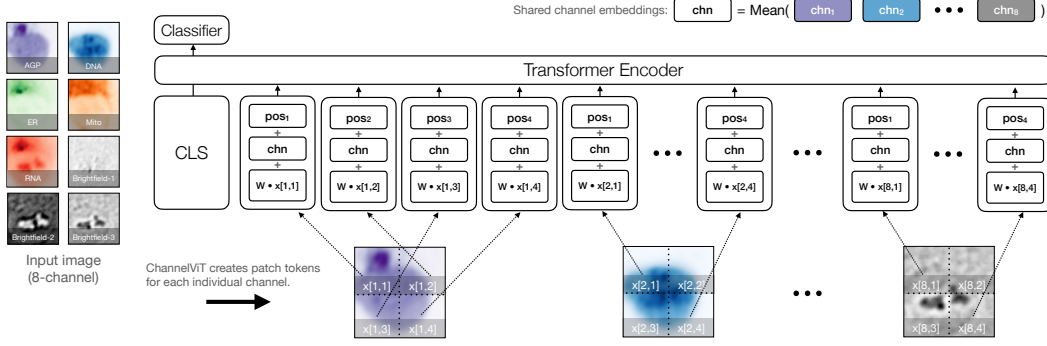 Shared channel embeddings: chn = Mean( chn₁ chn₂ ••• chn₈ )
Classifier
AGP DNA
Transformer Encoder
ER Mito
CLS
pos₁ pos₂ pos₃ pos₄ pos₁ pos₄ pos₁ pos₄
+ + + + + + + +
chn chn chn chn chn ••• chn ••• chn ••• chn
+ + + + + + + +
W • x[1,1] W • x[1,2] W • x[1,3] W • x[1,4] W • x[2,1] W • x[2,4] W • x[8,1] W • x[8,4]
RNA Brightfield-1
Brightfield-2 Brightfield-3
Input image
(8-channel)
ChannelViT creates patch tokens
for each individual channel.
x[1,1] x[1,2] x[2,1] x[2,2] x[8,1] x[8,2]
•••
x[1,3] x[1,4] x[2,3] x[2,4] x[8,3] x[8,4]